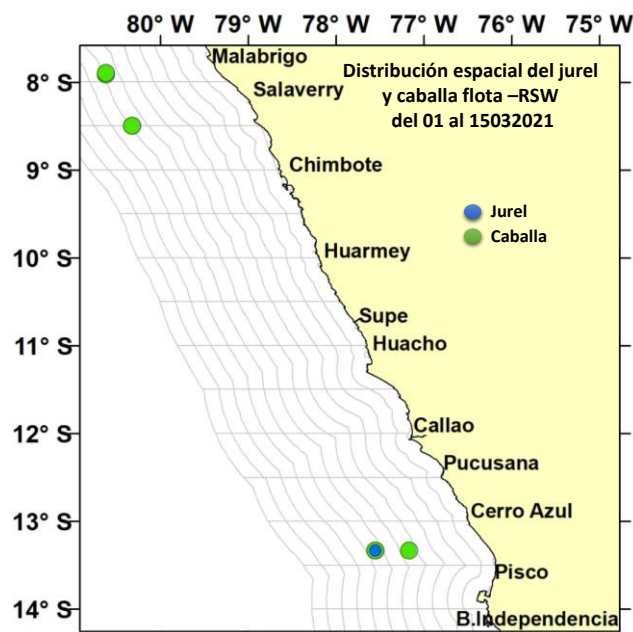 80° W 79° W 78° W 77° W 76° W 75° W
Malabrigo
Distribución espacial del jurel
y caballa flota –RSW
del 01 al 15032021
8° S
Salaverry
9° S
Chimbote
Jurel
Caballa
10° S
Huarmey
Supe
11° S
Huacho
12° S
Callao
Pucusana
Cerro Azul
13° S
Pisco
14° S
B.Independencia